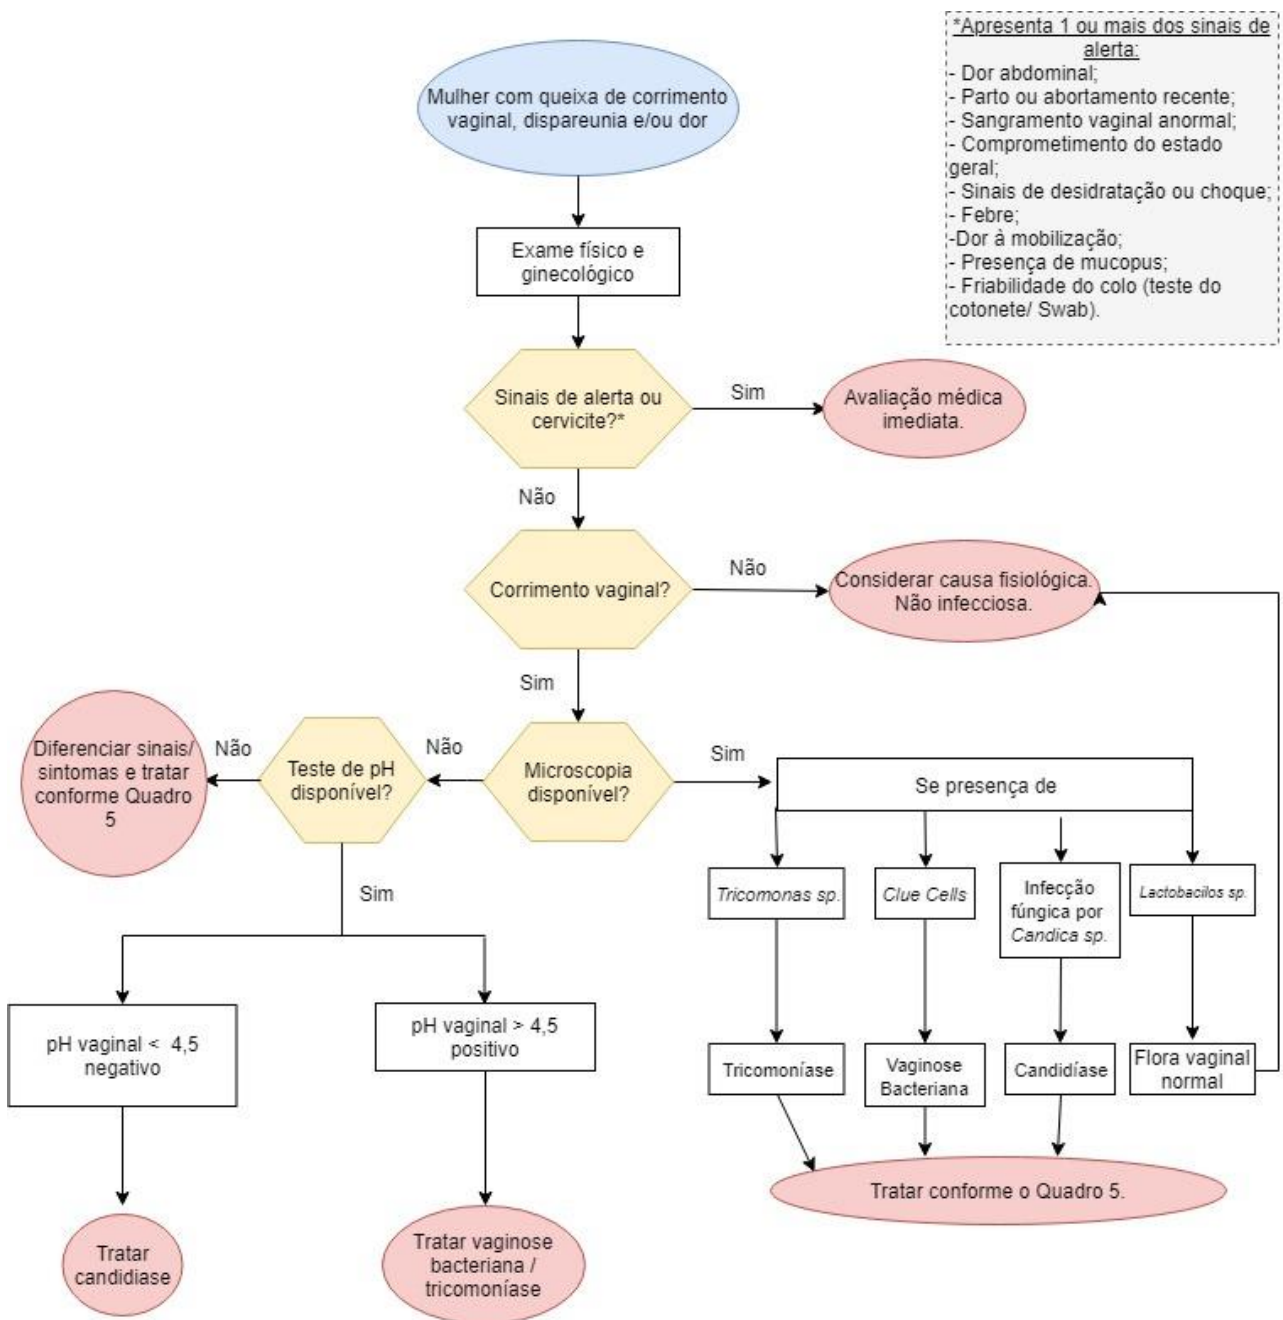 *Apresenta 1 ou mais dos sinais de
alerta:
- Dor abdominal;
- Parto ou abortamento recente;
- Sangramento vaginal anormal;
- Comprometimento do estado
geral;
- Sinais de desidratação ou choque;
- Febre;
-Dor à mobilização;
- Presença de mucopus;
- Friabilidade do colo (teste do
cotonete/ Swab).
Mulher com queixa de corrimento
vaginal, dispareunia e/ou dor
Exame físico e
ginecológico
Sinais de alerta ou
cervicite?*
Sim
Avaliação médica
imediata.
Não
Corrimento vaginal?
Não
Considerar causa fisiológica.
Não infecciosa.
Sim
Microscopia
disponível?
Não
Teste de pH
disponível?
Não
Diferenciar sinais/
sintomas e tratar
conforme Quadro
5
Sim
Se presença de
Tricomonas sp.
Clue Cells
Infecção
fúngica por
Candica sp.
Lactobacilos sp.
Sim
pH vaginal < 4,5
negativo
pH vaginal > 4,5
positivo
Tricomoníase
Vaginose
Bacteriana
Candidíase
Flora vaginal
normal
Tratar conforme o Quadro 5.
Tratar
candidiase
Tratar vaginose
bacteriana /
tricomoníase